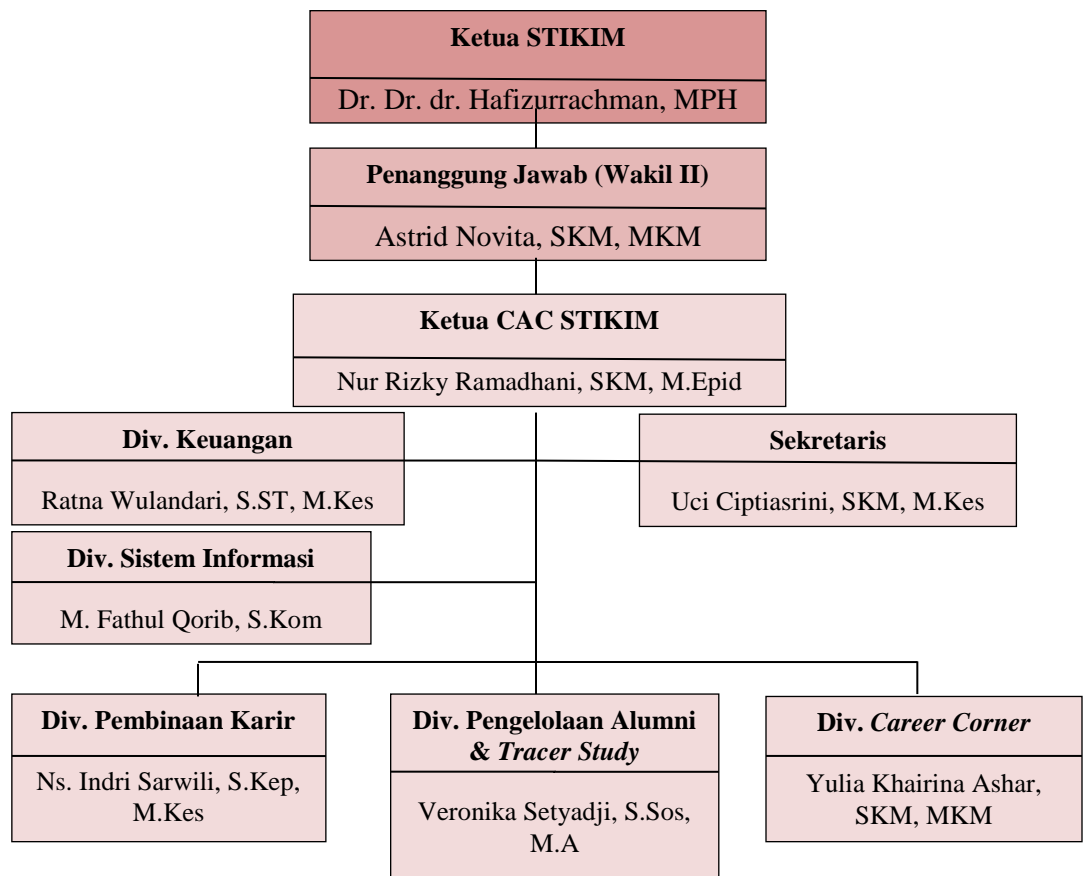 Ketua STIKIM
Dr. Dr. dr. Hafizurrachman, MPH
Penanggung Jawab (Wakil II)
Astrid Novita, SKM, MKM
Ketua CAC STIKIM
Nur Rizky Ramadhani, SKM, M.Epid
Div. Keuangan
Ratna Wulandari, S.ST, M.Kes
Sekretaris
Uci Ciptiasrini, SKM, M.Kes
Div. Sistem Informasi
M. Fathul Qorib, S.Kom
Div. Pembinaan Karir
Ns. Indri Sarwili, S.Kep,
M.Kes
Div. Pengelolaan Alumni
& Tracer Study
Veronika Setyadji, S.Sos,
M.A
Div. Career Corner
Yulia Khairina Ashar,
SKM, MKM